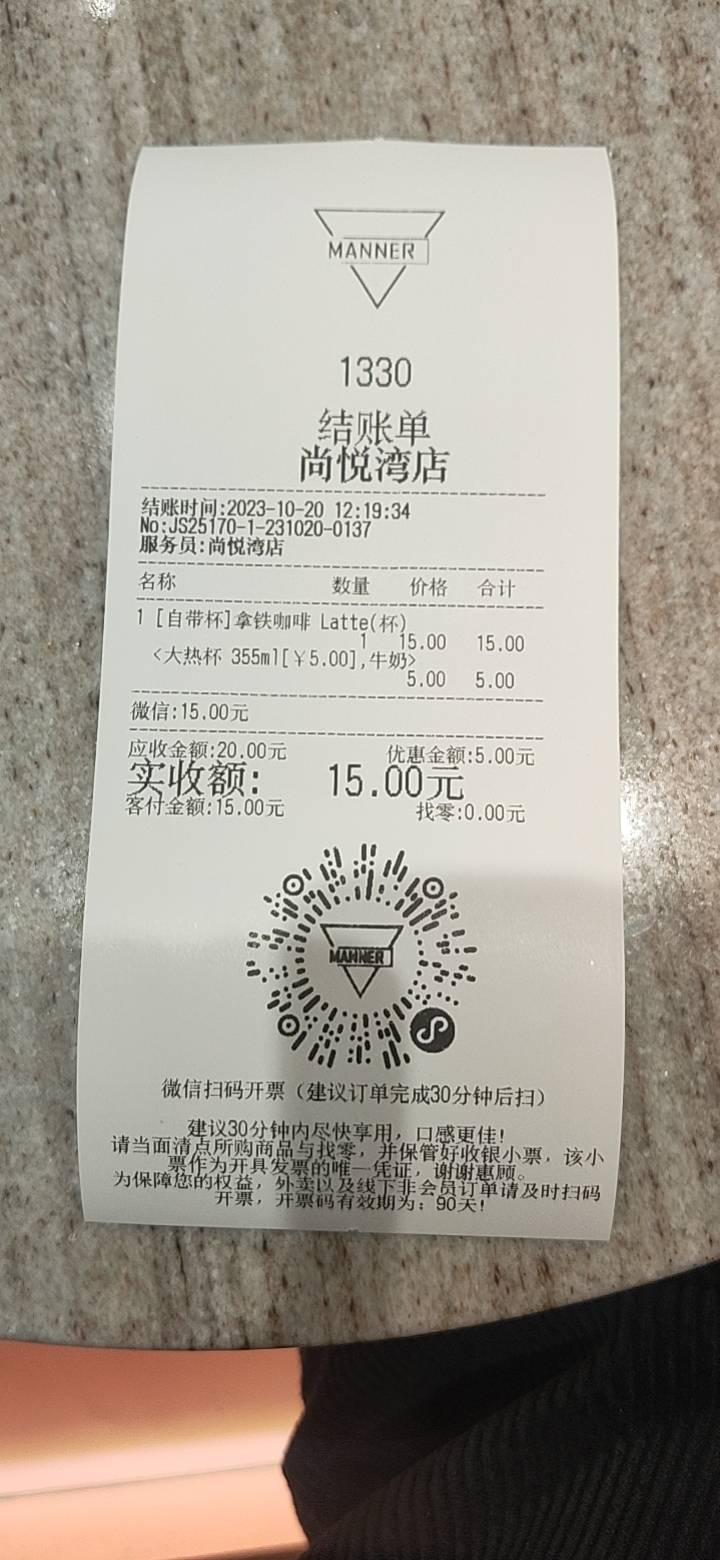 MANNER
1330
结账单
尚悦湾店
结账时间:2023-10-20 12:19:34
No:JS25170-1-231020-0137
服务员:尚悦湾店
名称 数量 价格 合计
1 [自带杯]拿铁咖啡 Latte(杯)
1 15.00 15.00
<大热杯 355ml[￥5.00],牛奶>
5.00 5.00
微信:15.00元
应收金额:20.00元 优惠金额:5.00元
实收额: 15.00元
客付金额:15.00元 找零:0.00元
MANNER
微信扫码开票（建议订单完成30分钟后扫）
建议30分钟内尽快享用，口感更佳！
请当面清点所购商品与找零，并保管好收银小票，该小
票作为开具发票的唯一凭证，谢谢惠顾。
为保障您的权益，外卖以及线下非会员订单请及时扫码
开票，开票码有效期为：90天！